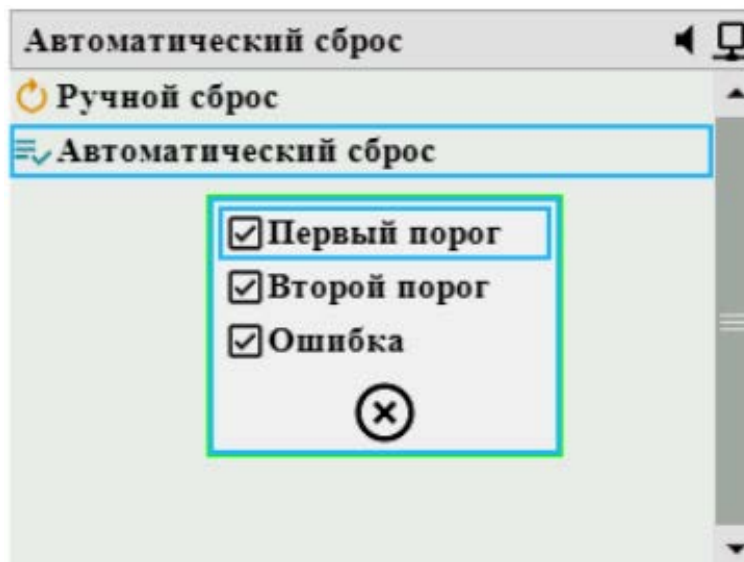 Автоматический сброс
Ручной сброс
Автоматический сброс
Первый порог
Второй порог
Ошибка